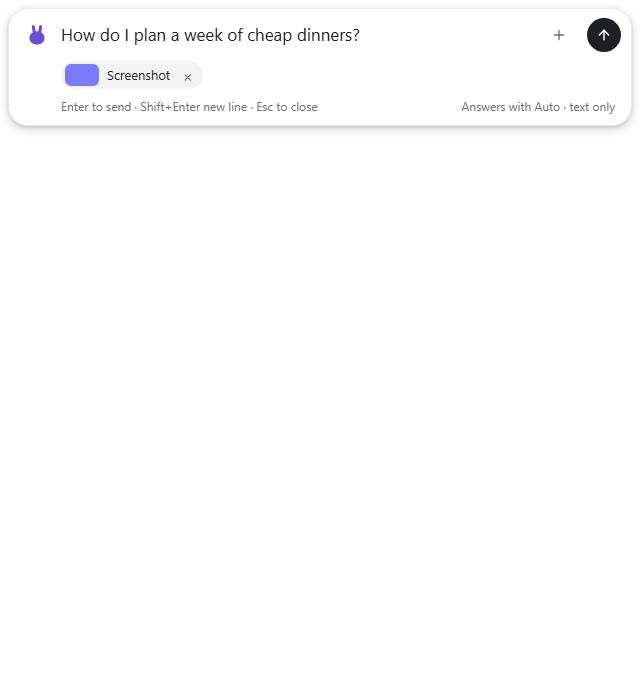 How do I plan a week of cheap dinners?
Screenshot ×
Enter to send · Shift+Enter new line · Esc to close
Answers with Auto · text only